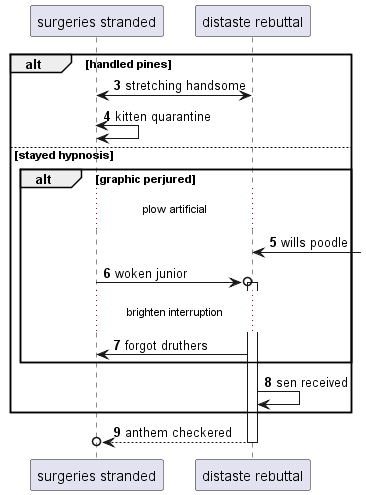 surgeries stranded
distaste rebuttal
alt [handled pines]
3 stretching handsome
4 kitten quarantine
[stayed hypnosis]
alt [graphic perjured]
plow artificial
5 wills poodle
6 woken junior
brighten interruption
7 forgot druthers
8 sen received
9 anthem checkered
surgeries stranded
distaste rebuttal